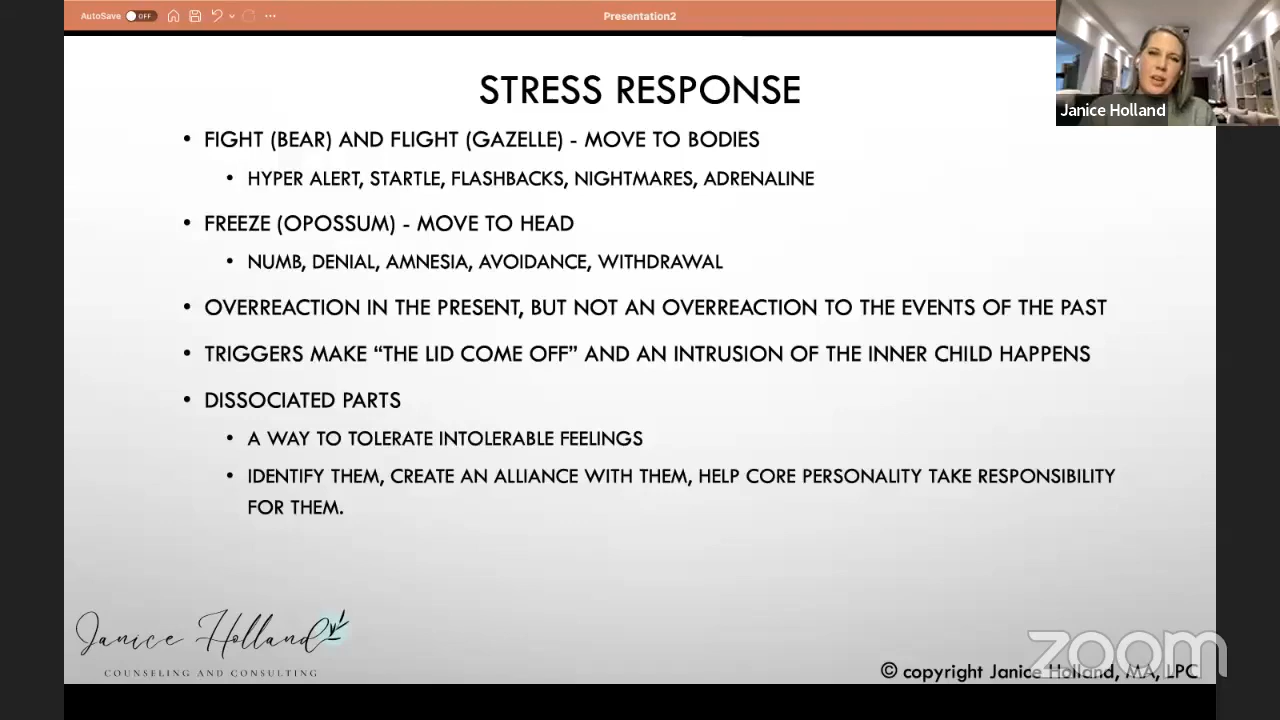 AutoSave OFF
Presentation2
Janice Holland
STRESS RESPONSE
• FIGHT (BEAR) AND FLIGHT (GAZELLE) - MOVE TO BODIES
• HYPER ALERT, STARTLE, FLASHBACKS, NIGHTMARES, ADRENALINE
• FREEZE (OPOSSUM) - MOVE TO HEAD
• NUMB, DENIAL, AMNESIA, AVOIDANCE, WITHDRAWAL
• OVERREACTION IN THE PRESENT, BUT NOT AN OVERREACTION TO THE EVENTS OF THE PAST
• TRIGGERS MAKE “THE LID COME OFF” AND AN INTRUSION OF THE INNER CHILD HAPPENS
• DISSOCIATED PARTS
• A WAY TO TOLERATE INTOLERABLE FEELINGS
• IDENTIFY THEM, CREATE AN ALLIANCE WITH THEM, HELP CORE PERSONALITY TAKE RESPONSIBILITY
FOR THEM.
Janice Holland
COUNSELING AND CONSULTING
zoom
© copyright Janice Holland, MA, LPC